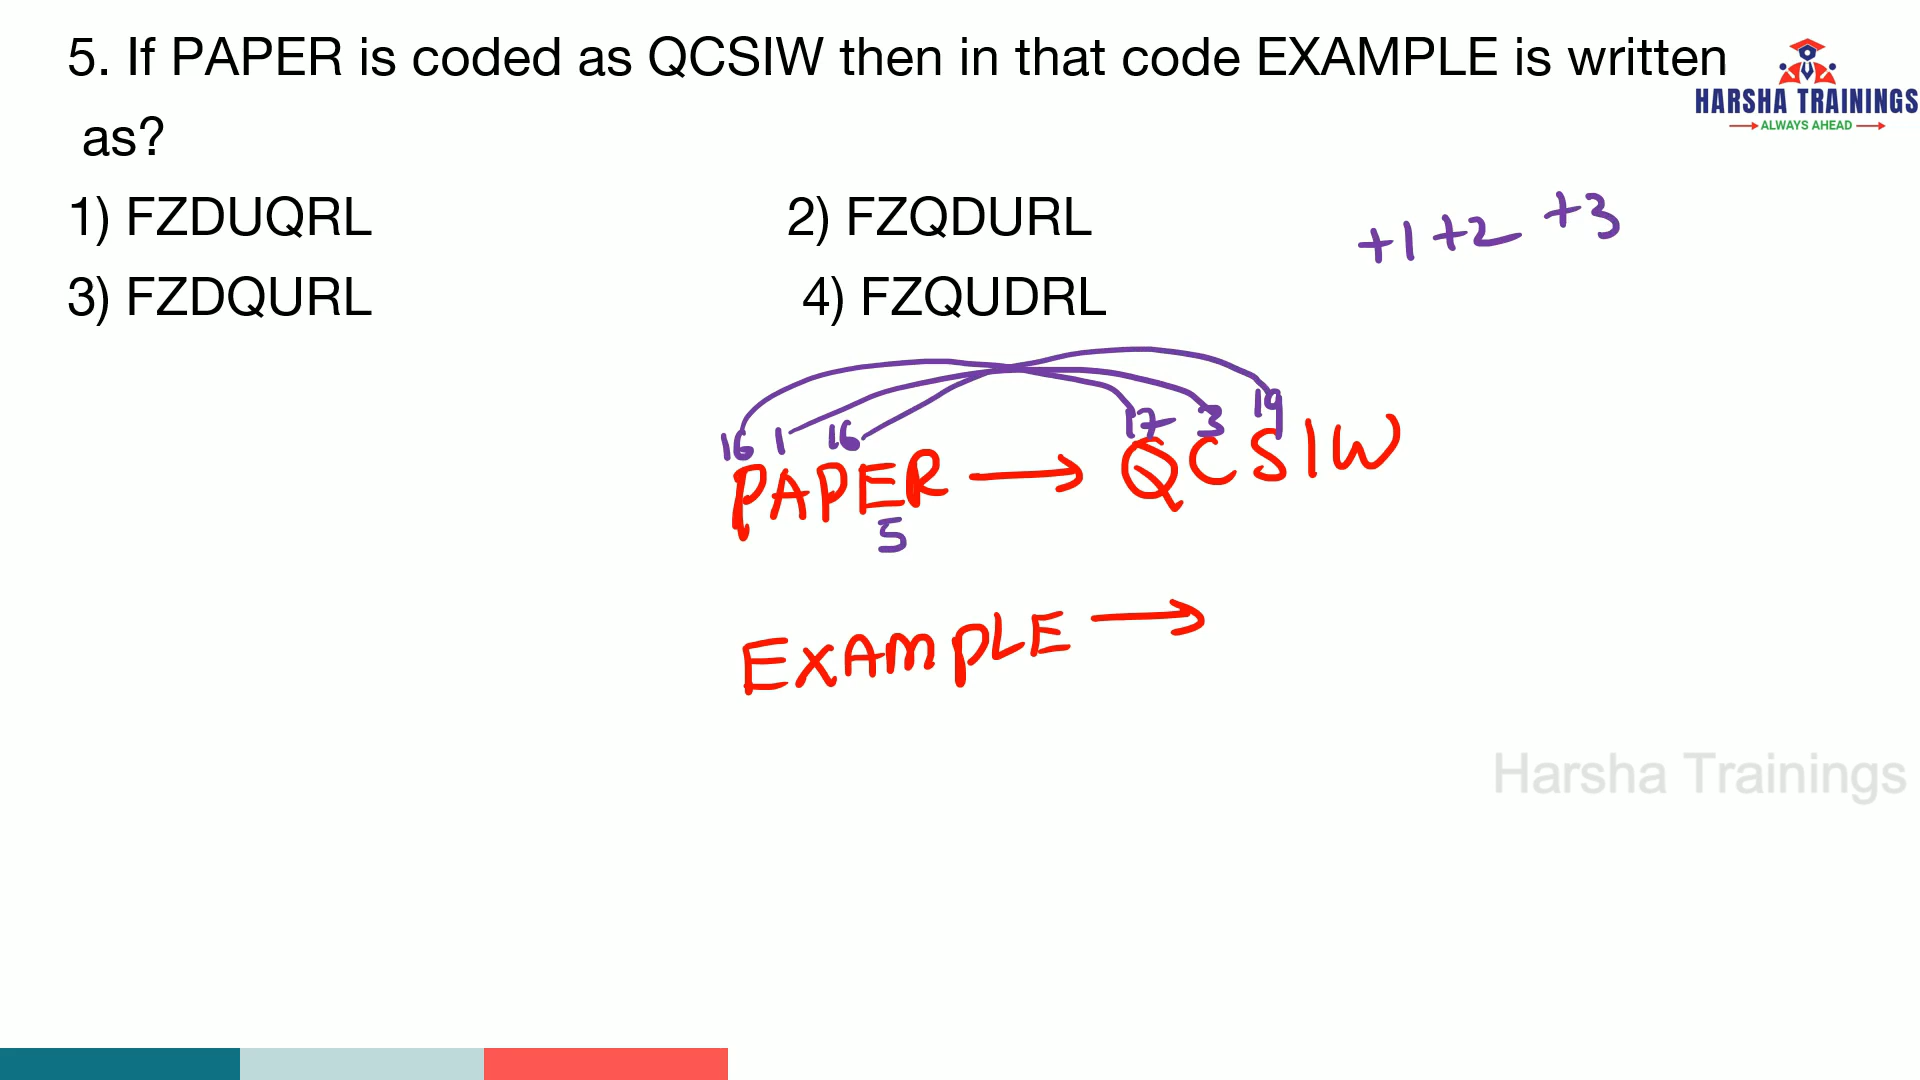 5. If PAPER is coded as QCSIW then in that code EXAMPLE is written
as?
HARSHA TRAININGS
ALWAYS AHEAD
1) FZDUQRL 2) FZQDURL
3) FZDQURL 4) FZQUDRL
+1 +2 +3
16 1 16 17 3 19
PAPER → QCSIW
5
EXAMPLE →
Harsha Trainings